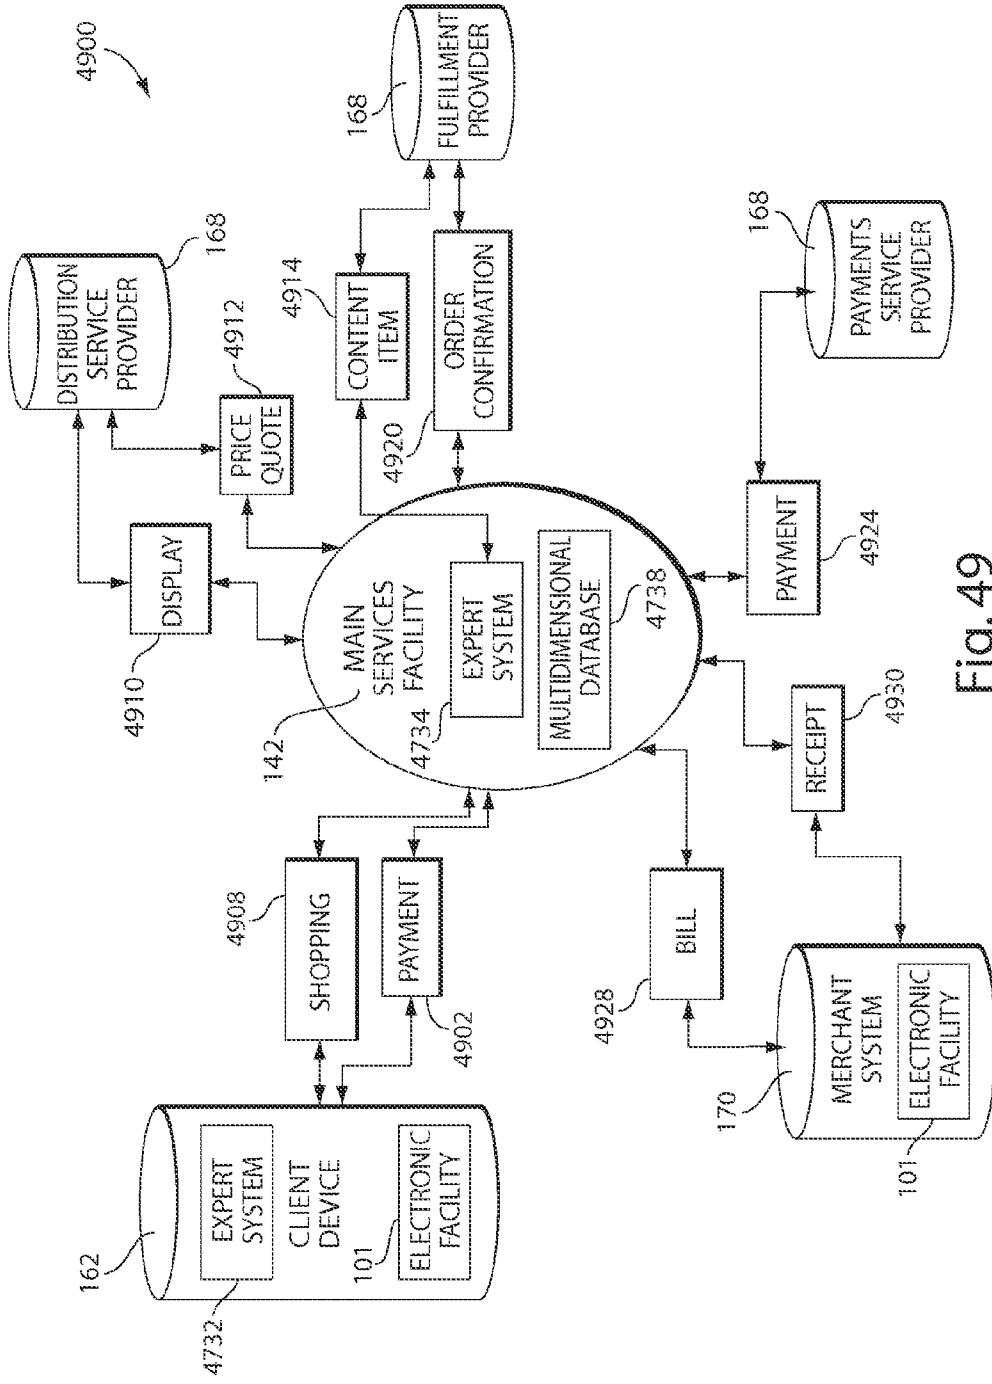 4900
162
EXPERT
SYSTEM
4732
CLIENT
DEVICE
101
ELECTRONIC
FACILITY
SHOPPING
4908
PAYMENT
4902
142
MAIN
SERVICES
FACILITY
4734
EXPERT
SYSTEM
MULTIDIMENSIONAL
DATABASE
4738
DISPLAY
4910
PRICE
QUOTE
4912
DISTRIBUTION
SERVICE
PROVIDER
168
CONTENT
ITEM
4914
ORDER
CONFIRMATION
4920
168
FULFILLMENT
PROVIDER
BILL
4928
170
MERCHANT
SYSTEM
ELECTRONIC
FACILITY
101
RECEIPT
4930
PAYMENT
4924
168
PAYMENTS
SERVICE
PROVIDER
Fig. 49